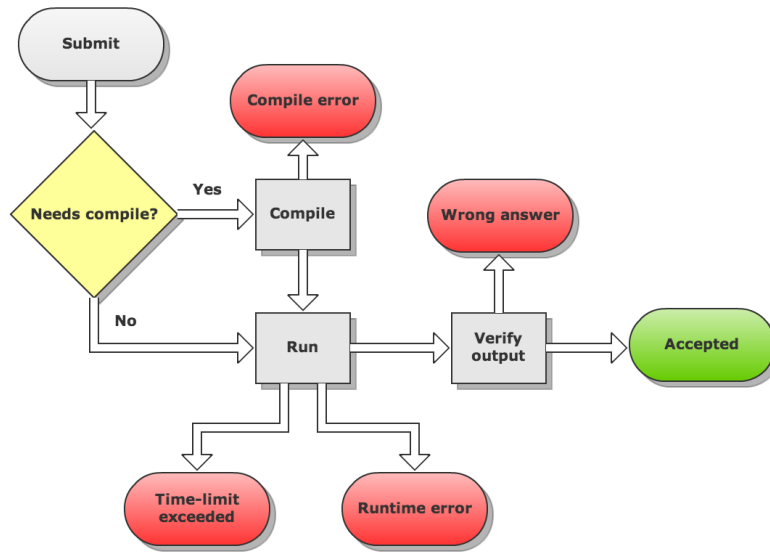 Submit
Compile error
Yes
Needs compile?
Compile
Wrong answer
No
Run
Verify
output
Accepted
Time-limit
exceeded
Runtime error